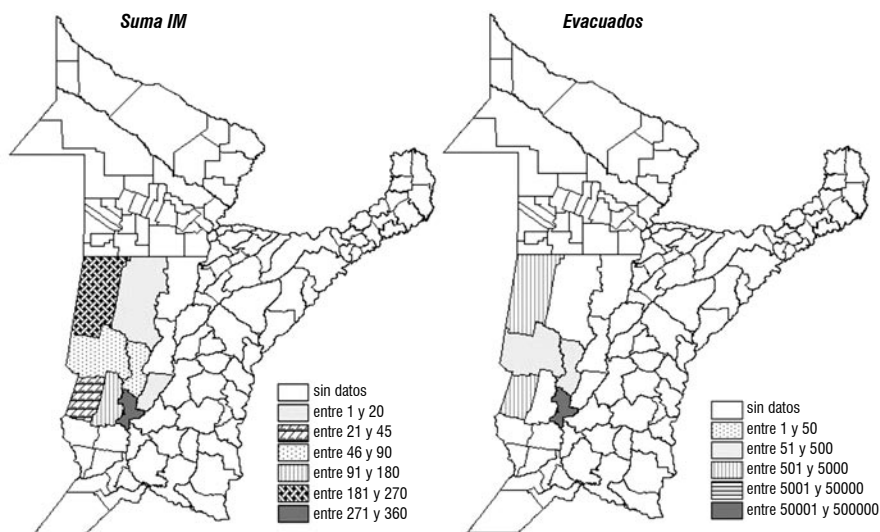 Suma IM
Evacuados
sin datos
entre 1 y 20
entre 21 y 45
entre 46 y 90
entre 91 y 180
entre 181 y 270
entre 271 y 360
sin datos
entre 1 y 50
entre 51 y 500
entre 501 y 5000
entre 5001 y 50000
entre 50001 y 500000